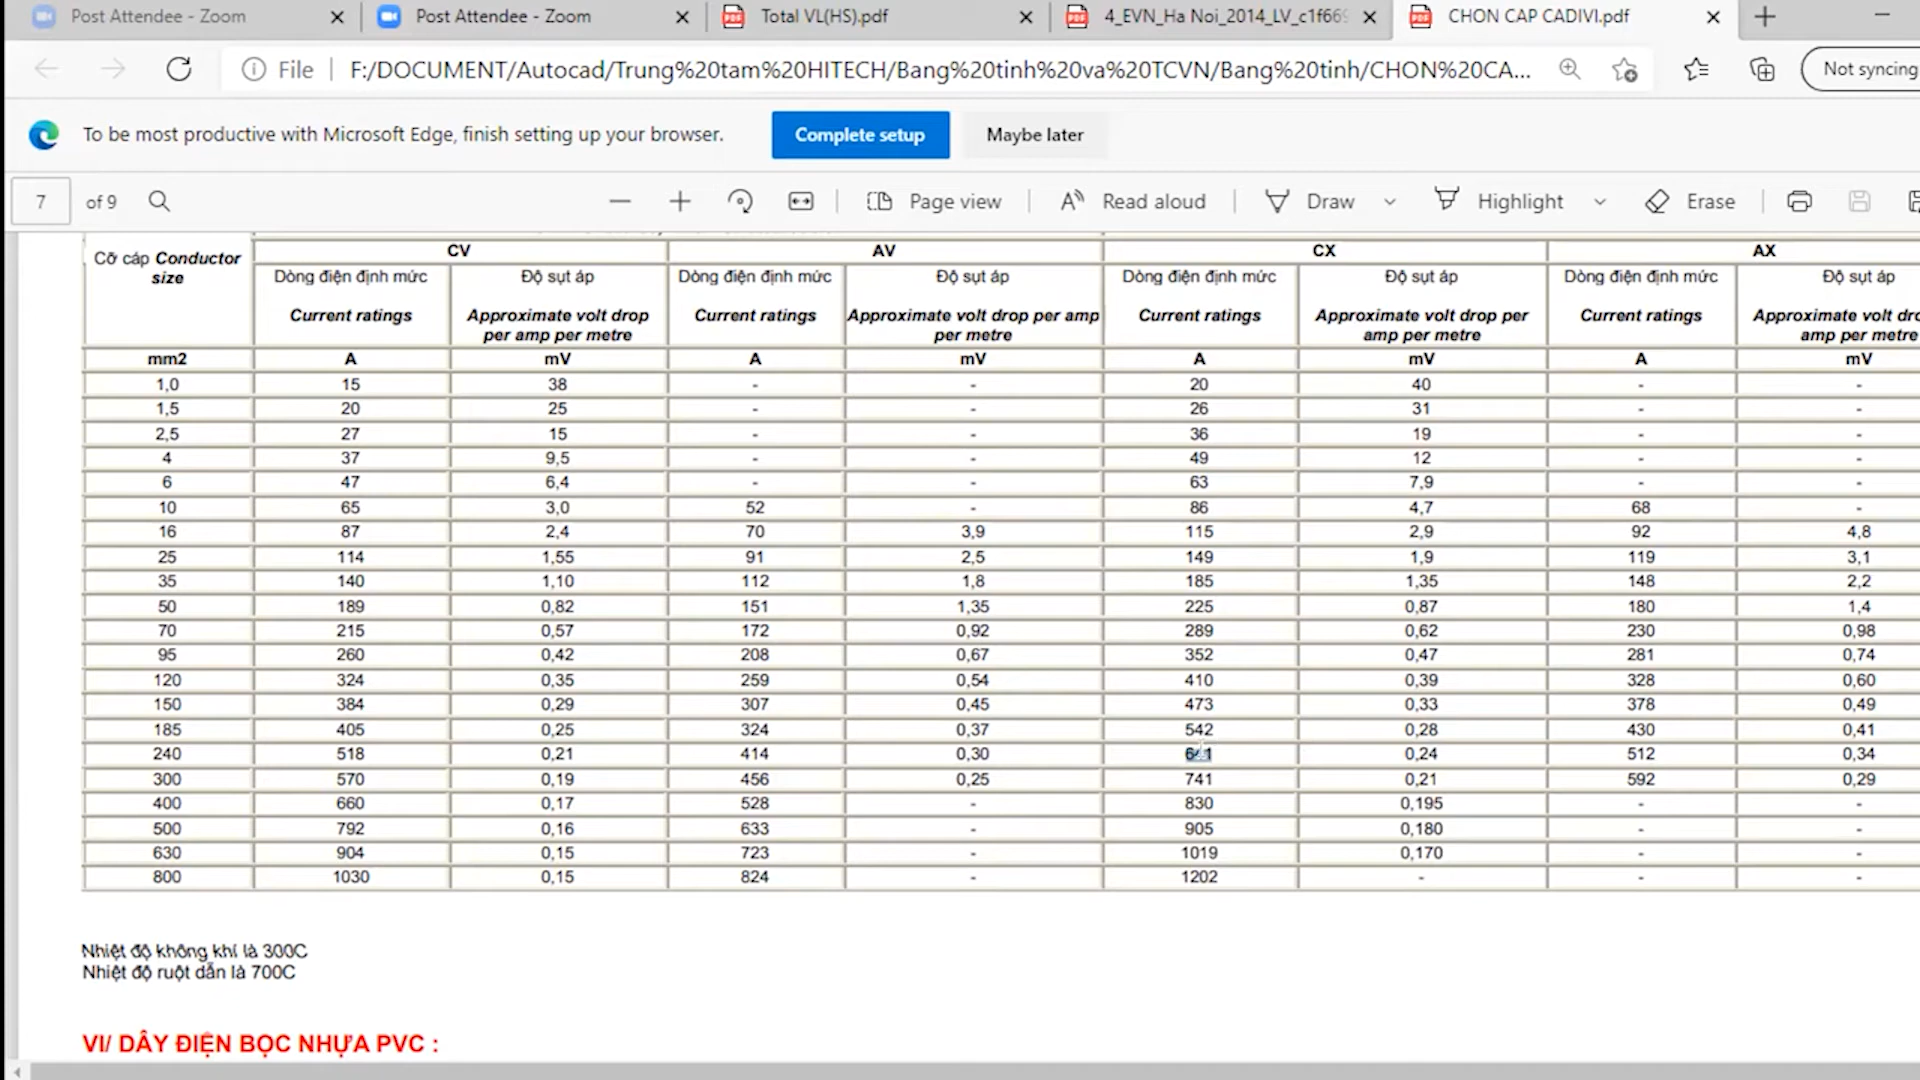 Post Attendee - Zoom
Post Attendee - Zoom
Total VL(HS).pdf
4_EVN_Ha Noi_2014_LV_c1f669
CHON CAP CADIVI.pdf
File F:/DOCUMENT/Autocad/Trung%20tam%20HITECH/Bang%20tinh%20va%20TCVN/Bang%20tinh/CHON%20CA... Not syncing
To be most productive with Microsoft Edge, finish setting up your browser. Complete setup Maybe later
7 of 9 Page view Read aloud Draw Highlight Erase
CV AV CX AX
Cỡ cáp Conductor
size
Dòng điện định mức Độ sụt áp Dòng điện định mức Độ sụt áp Dòng điện định mức Độ sụt áp Dòng điện định mức Độ sụt áp
Current ratings Approximate volt drop Current ratings Approximate volt drop per amp Current ratings Approximate volt drop per Current ratings Approximate volt dro
per amp per metre per metre amp per metre amp per metre
mm2 A mV A mV A mV A mV
1,0 15 38 - - 20 40 - -
1,5 20 25 - - 26 31 - -
2,5 27 15 - - 36 19 - -
4 37 9,5 - - 49 12 - -
6 47 6,4 - - 63 7,9 - -
10 65 3,0 52 - 86 4,7 68 -
16 87 2,4 70 3,9 115 2,9 92 4,8
25 114 1,55 91 2,5 149 1,9 119 3,1
35 140 1,10 112 1,8 185 1,35 148 2,2
50 189 0,82 151 1,35 225 0,87 180 1,4
70 215 0,57 172 0,92 289 0,62 230 0,98
95 260 0,42 208 0,67 352 0,47 281 0,74
120 324 0,35 259 0,54 410 0,39 328 0,60
150 384 0,29 307 0,45 473 0,33 378 0,49
185 405 0,25 324 0,37 542 0,28 430 0,41
240 518 0,21 414 0,30 0,24 512 0,34
300 570 0,19 456 0,25 741 0,21 592 0,29
400 660 0,17 528 - 830 0,195 - -
500 792 0,16 633 - 905 0,180 - -
630 904 0,15 723 - 1019 0,170 - -
800 1030 0,15 824 - 1202 - - -
Nhiệt độ không khí là 300C
Nhiệt độ ruột dẫn là 700C
VI/ DÂY ĐIỆN BỌC NHỰA PVC :